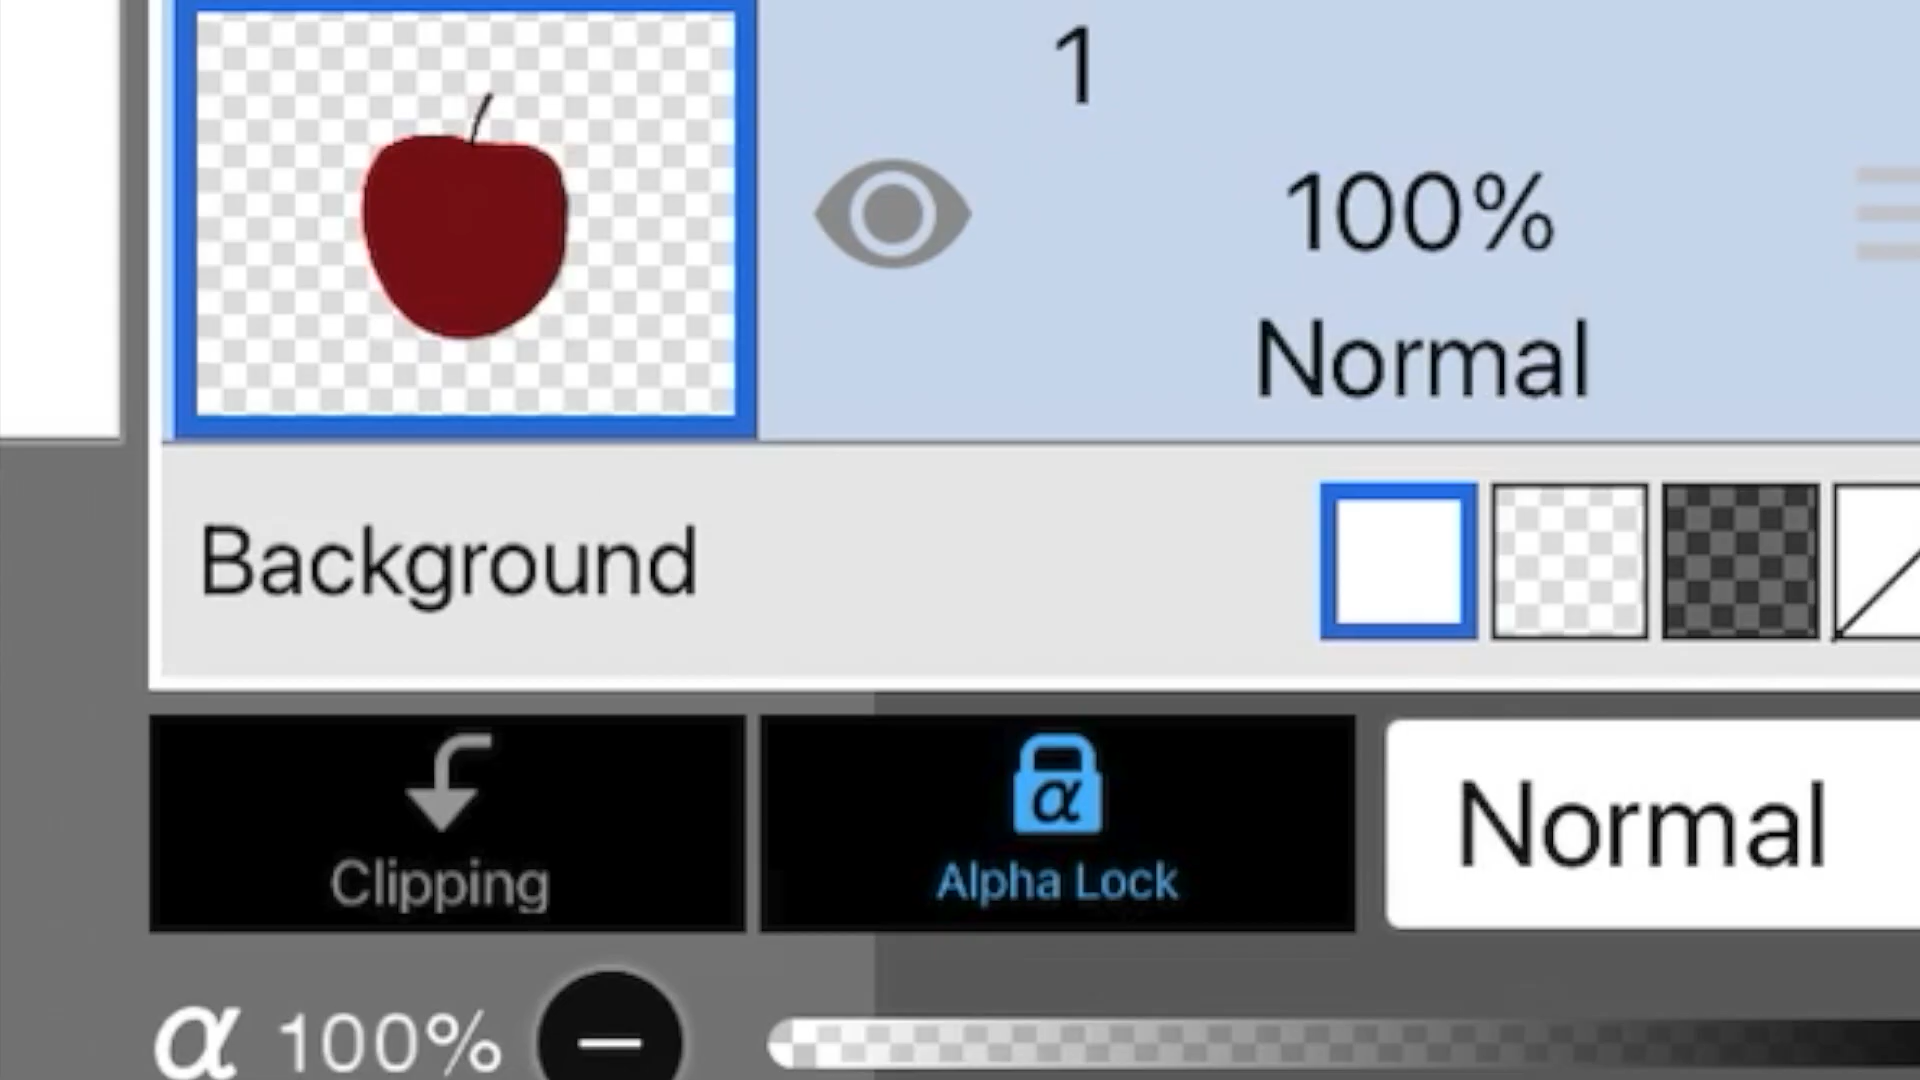 1
100%
Normal
Background
Clipping
α
Alpha Lock
Normal
α 100%